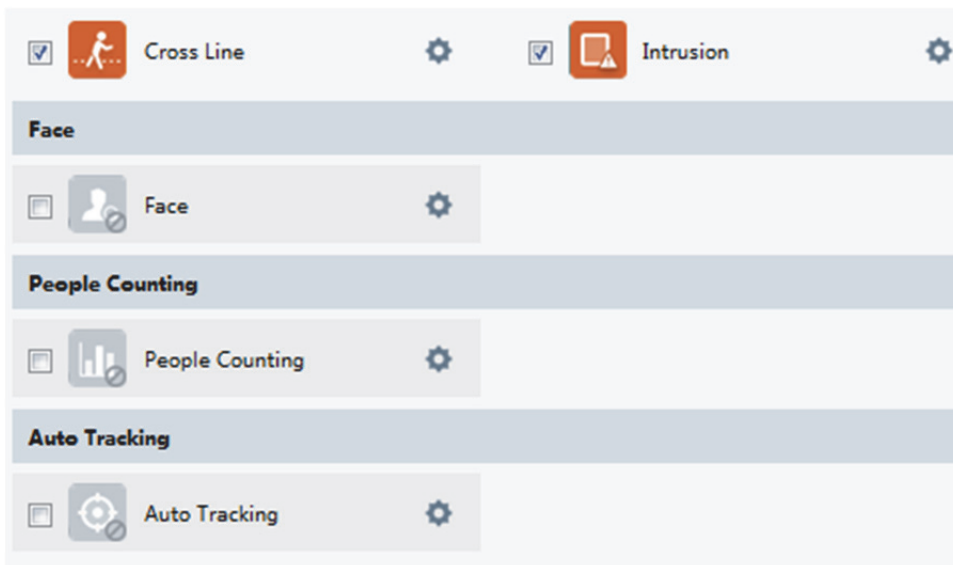 Cross Line Intrusion
Face
Face
People Counting
People Counting
Auto Tracking
Auto Tracking